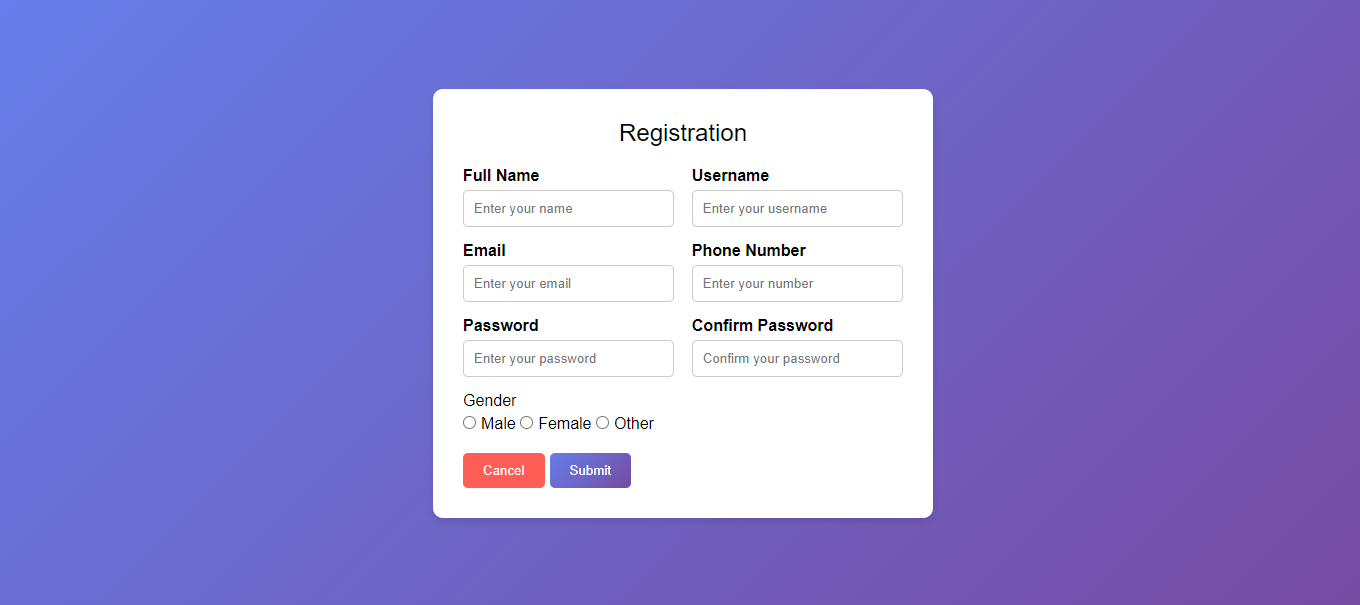 Registration
Full Name Username
Enter your name Enter your username
Email Phone Number
Enter your email Enter your number
Password Confirm Password
Enter your password Confirm your password
Gender
Male Female Other
Cancel Submit